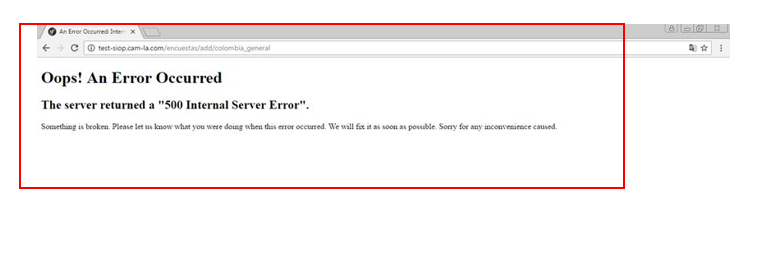 An Error Occurred: Inter
test-siop.cam-la.com/encuestas/add/colombia_general
Oops! An Error Occurred
The server returned a "500 Internal Server Error".
Something is broken. Please let us know what you were doing when this error occurred. We will fix it as soon as possible. Sorry for any inconvenience caused.